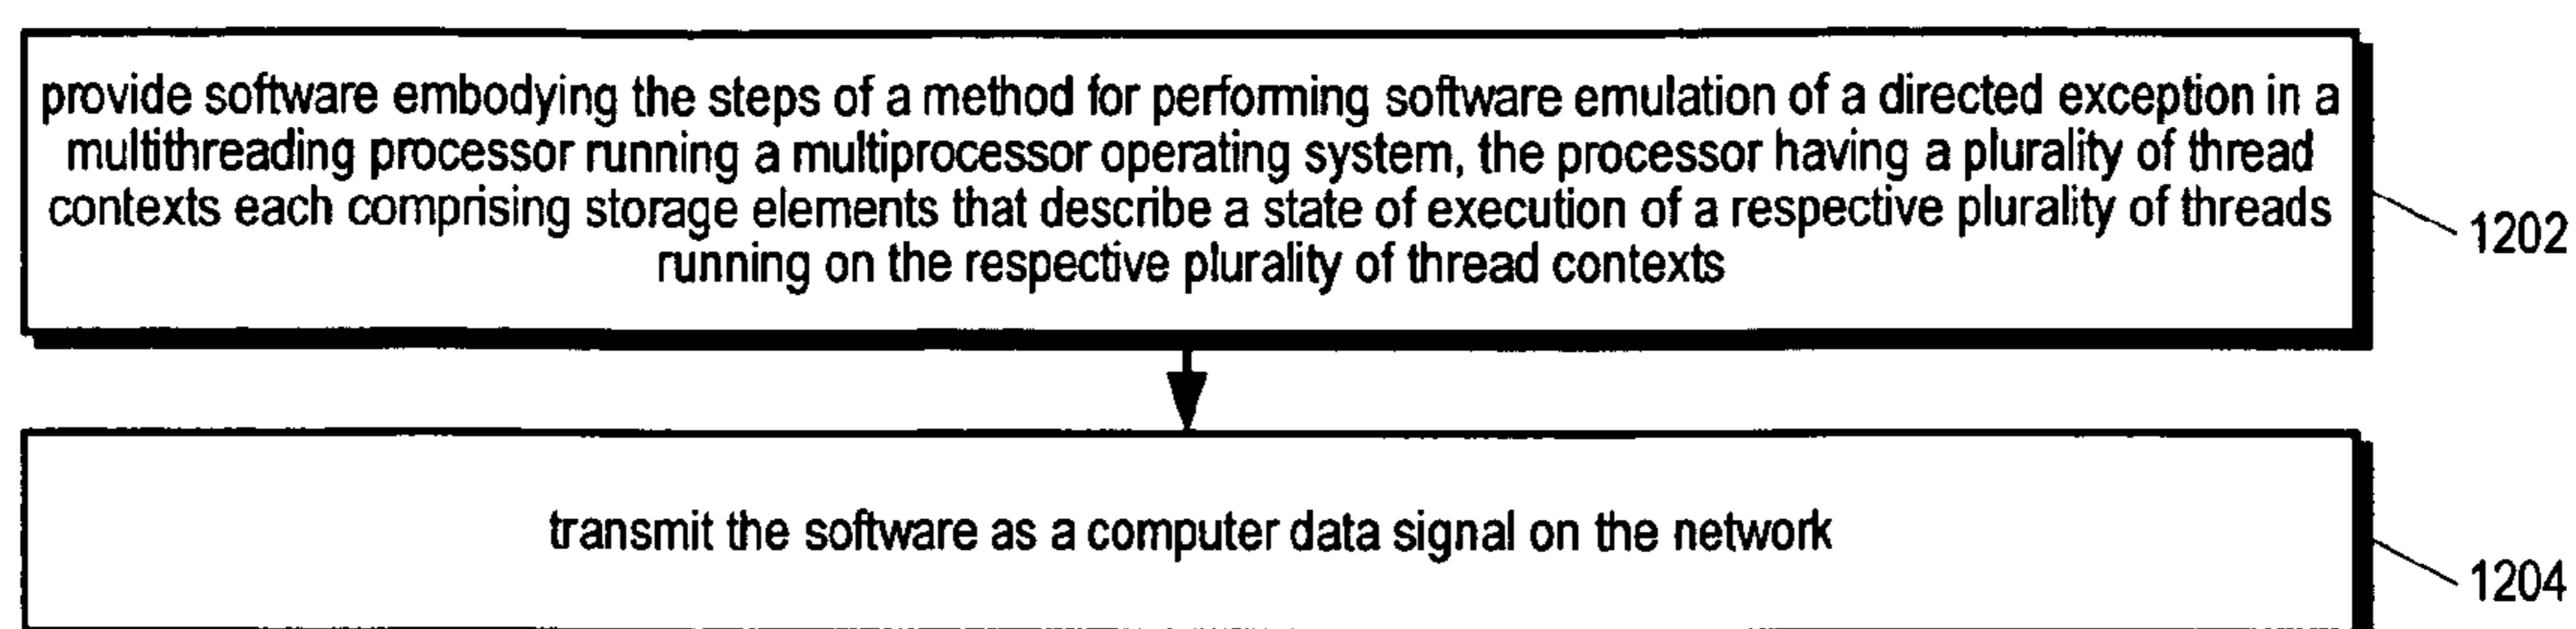 provide software embodying the steps of a method for performing software emulation of a directed exception in a
multithreading processor running a multiprocessor operating system, the processor having a plurality of thread
contexts each comprising storage elements that describe a state of execution of a respective plurality of threads
running on the respective plurality of thread contexts
1202
transmit the software as a computer data signal on the network
1204